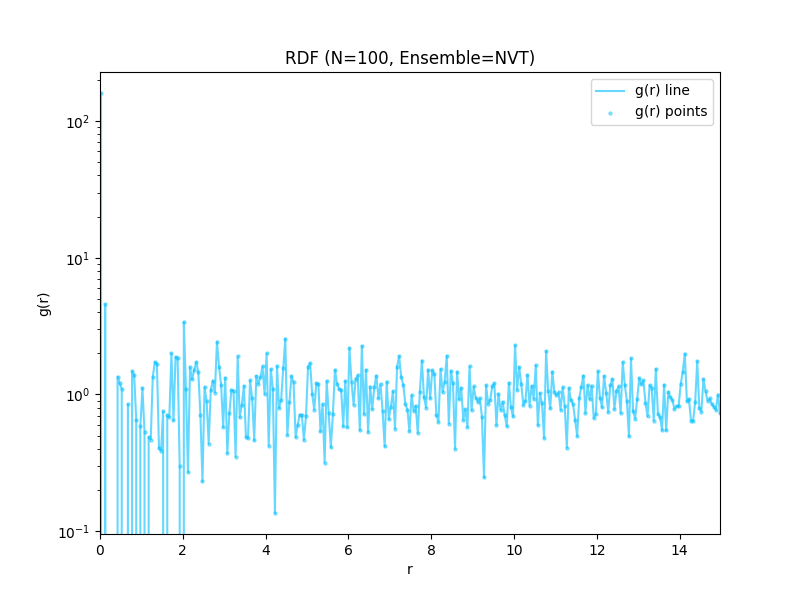 RDF (N=100, Ensemble=NVT)
g(r) line
g(r) points
10²
10¹
10⁰
10⁻¹
g(r)
0 2 4 6 8 10 12 14
r